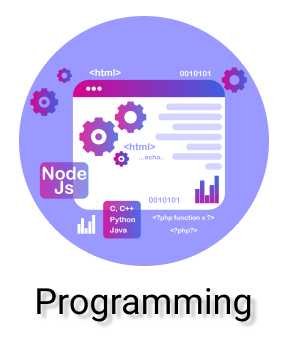 <html>
0010101
<html>
...echo..
Node
Js
0010101
C, C++
Python
Java
<?php function x ?>
<?php?>
Programming